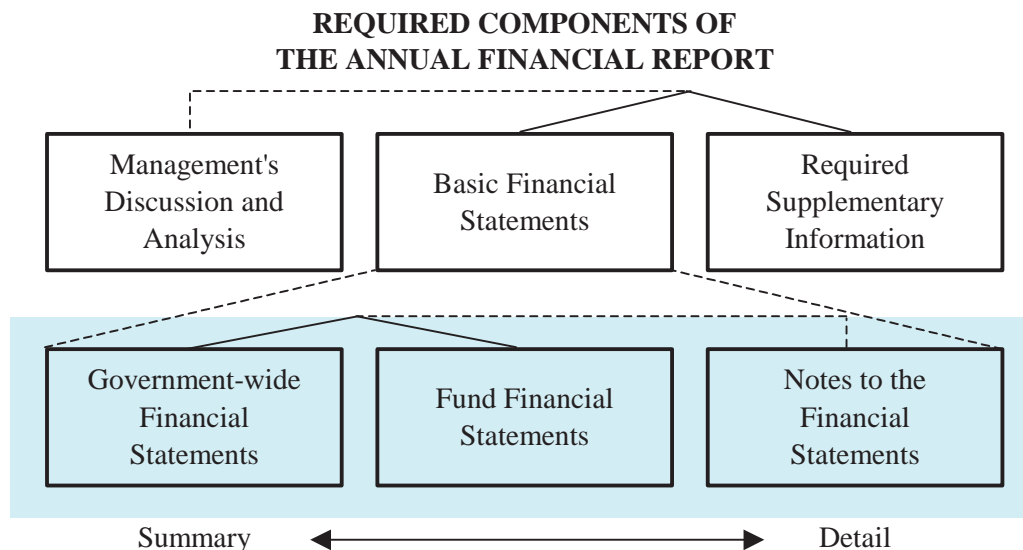 REQUIRED COMPONENTS OF
THE ANNUAL FINANCIAL REPORT
Management's
Discussion and
Analysis
Basic Financial
Statements
Required
Supplementary
Information
Government-wide
Financial
Statements
Fund Financial
Statements
Notes to the
Financial
Statements
Summary
Detail